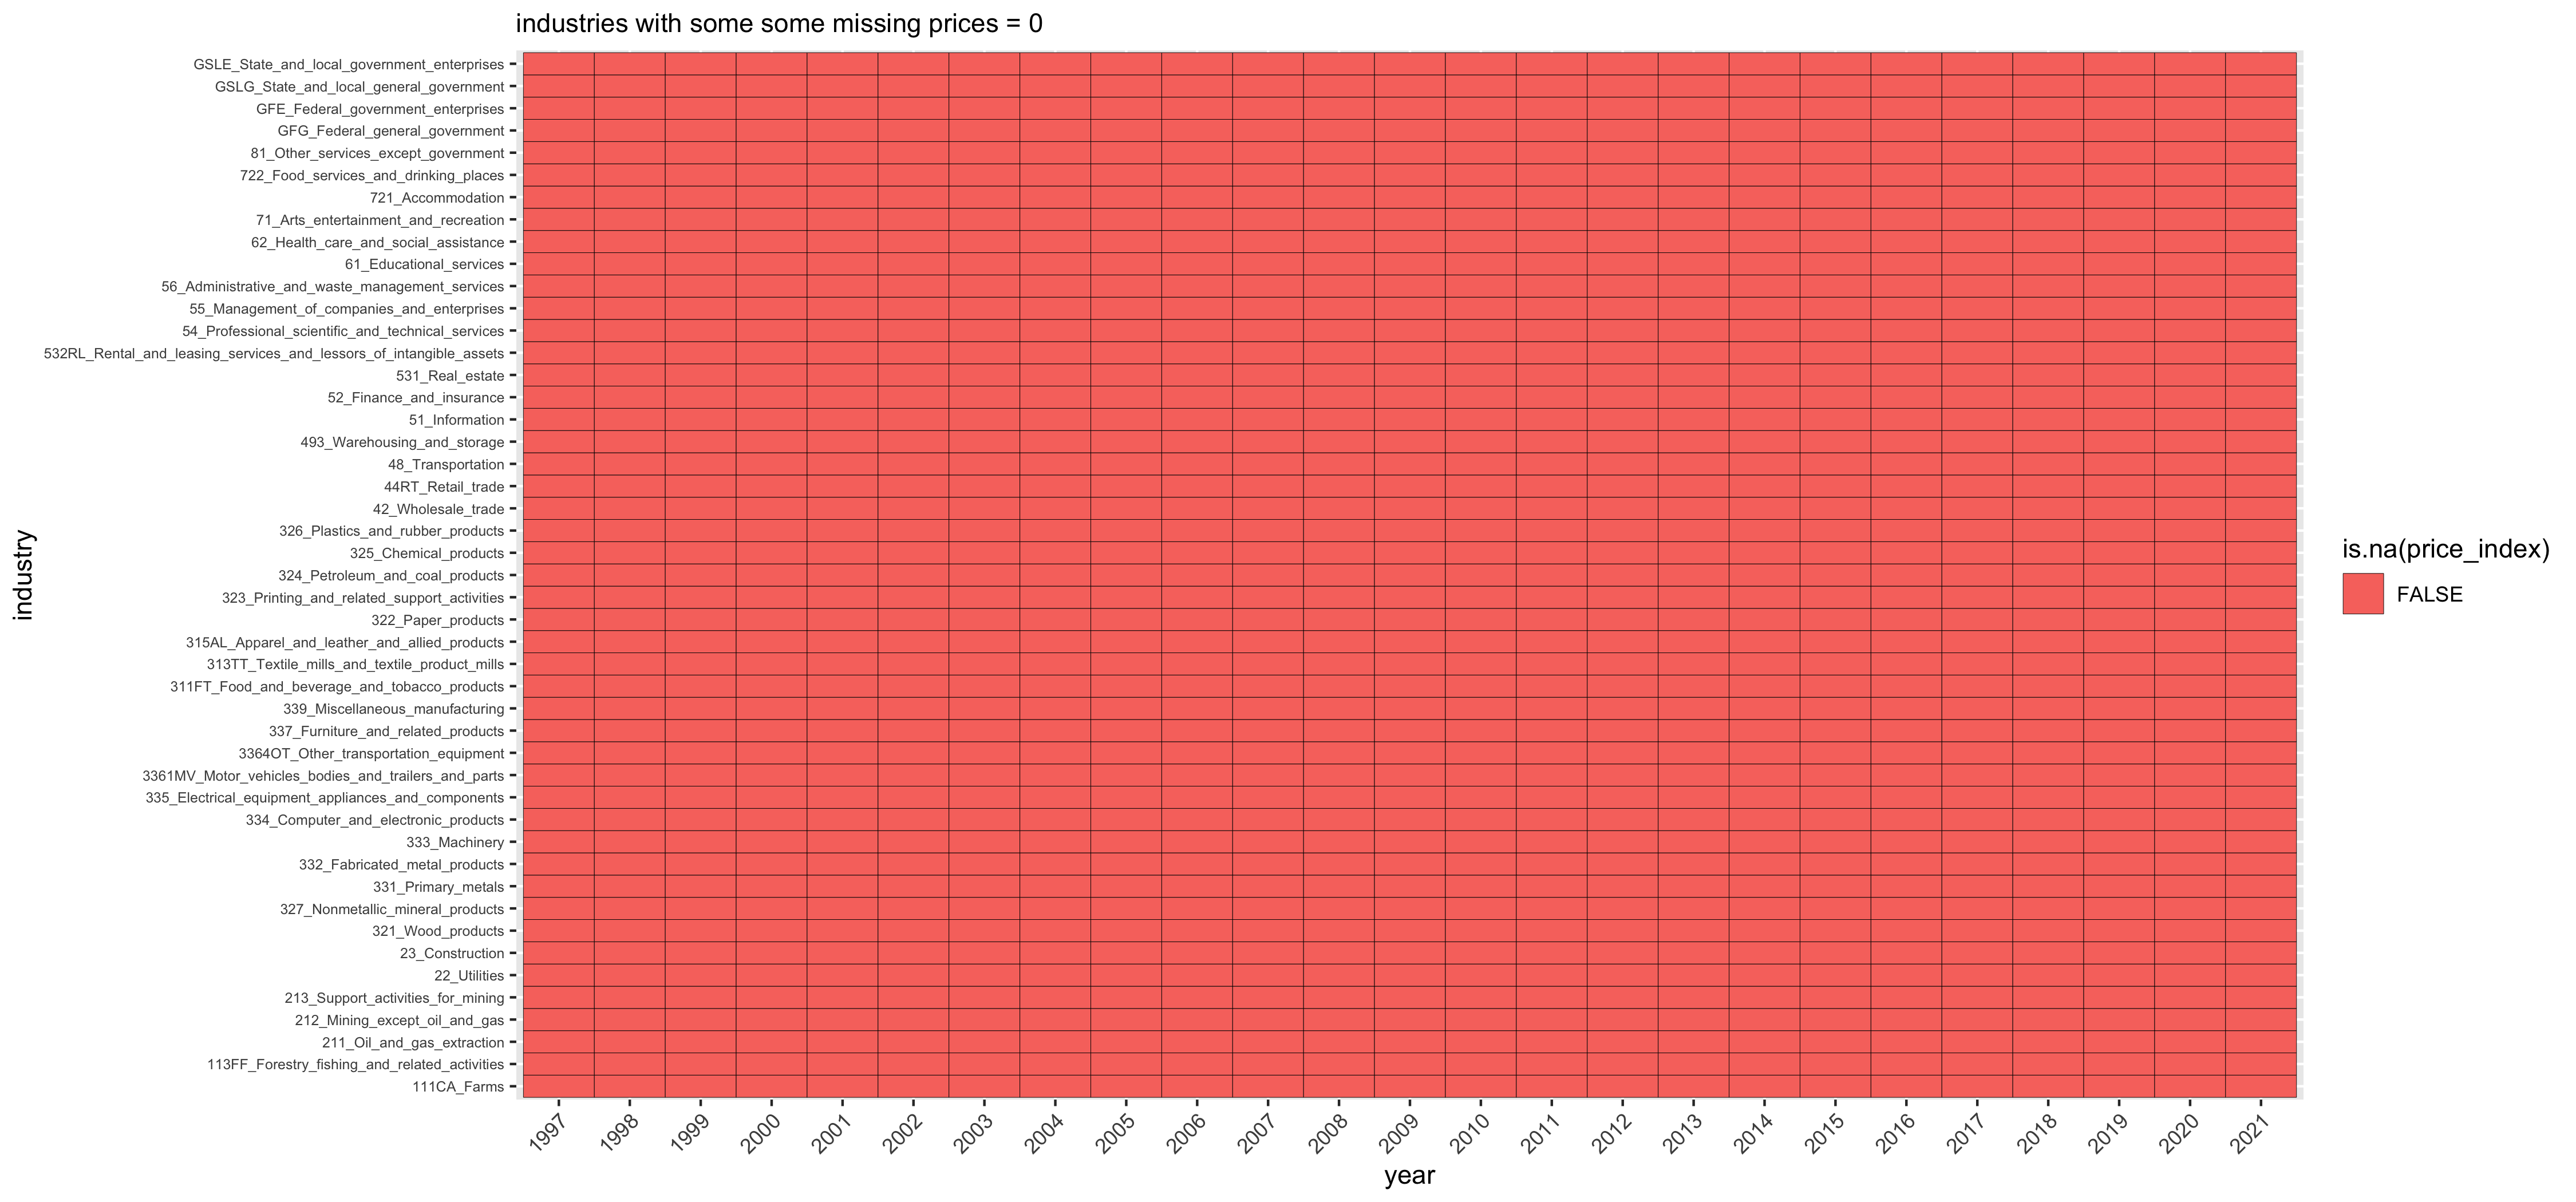 industries with some some missing prices = 0
GSLE_State_and_local_government_enterprises
GSLG_State_and_local_general_government
GFE_Federal_government_enterprises
GFG_Federal_general_government
81_Other_services_except_government
722_Food_services_and_drinking_places
721_Accommodation
71_Arts_entertainment_and_recreation
62_Health_care_and_social_assistance
61_Educational_services
56_Administrative_and_waste_management_services
55_Management_of_companies_and_enterprises
54_Professional_scientific_and_technical_services
532RL_Rental_and_leasing_services_and_lessors_of_intangible_assets
531_Real_estate
52_Finance_and_insurance
51_Information
493_Warehousing_and_storage
48_Transportation
44RT_Retail_trade
42_Wholesale_trade
326_Plastics_and_rubber_products
325_Chemical_products
324_Petroleum_and_coal_products
323_Printing_and_related_support_activities
322_Paper_products
315AL_Apparel_and_leather_and_allied_products
313TT_Textile_mills_and_textile_product_mills
311FT_Food_and_beverage_and_tobacco_products
339_Miscellaneous_manufacturing
337_Furniture_and_related_products
3364OT_Other_transportation_equipment
3361MV_Motor_vehicles_bodies_and_trailers_and_parts
335_Electrical_equipment_appliances_and_components
334_Computer_and_electronic_products
333_Machinery
332_Fabricated_metal_products
331_Primary_metals
327_Nonmetallic_mineral_products
321_Wood_products
23_Construction
22_Utilities
213_Support_activities_for_mining
212_Mining_except_oil_and_gas
211_Oil_and_gas_extraction
113FF_Forestry_fishing_and_related_activities
111CA_Farms
industry
1997 1998 1999 2000 2001 2002 2003 2004 2005 2006 2007 2008 2009 2010 2011 2012 2013 2014 2015 2016 2017 2018 2019 2020 2021
year
is.na(price_index)
FALSE